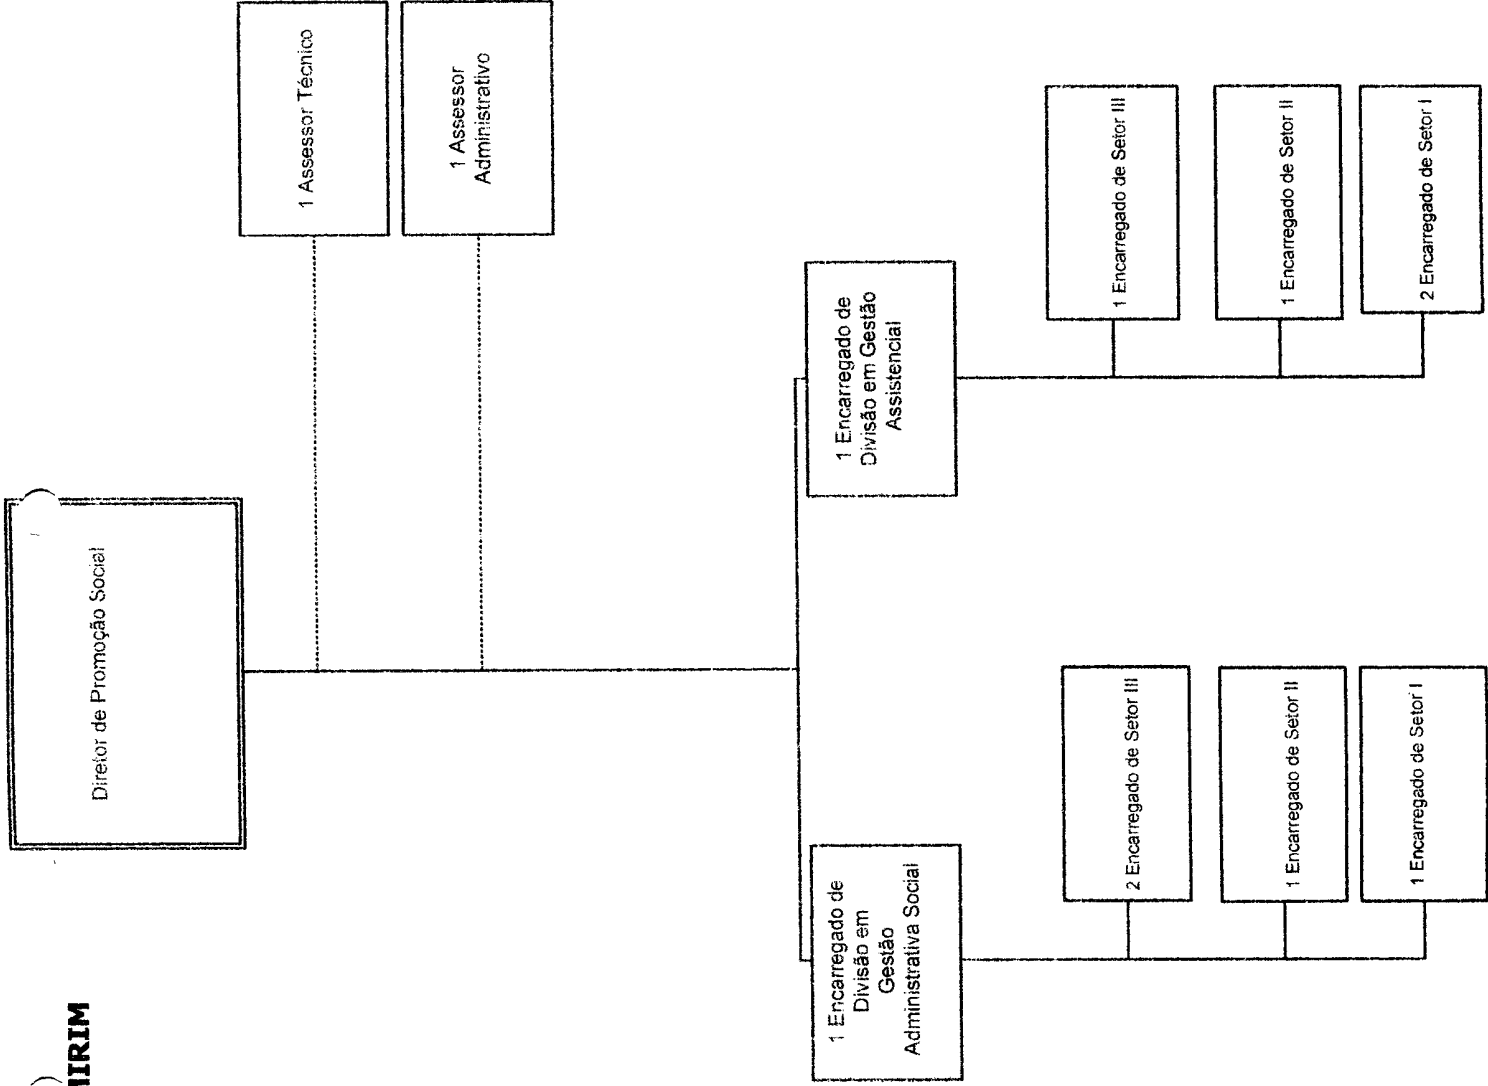 Diretor de Promoção Social
1 Assessor Técnico
1 Assessor
Administrativo
1 Encarregado de
Divisão em
Gestão
Administrativa Social
1 Encarregado de
Divisão em Gestão
Assistencial
2 Encarregado de Setor III
1 Encarregado de Setor II
1 Encarregado de Setor I
1 Encarregado de Setor III
1 Encarregado de Setor II
2 Encarregado de Setor I